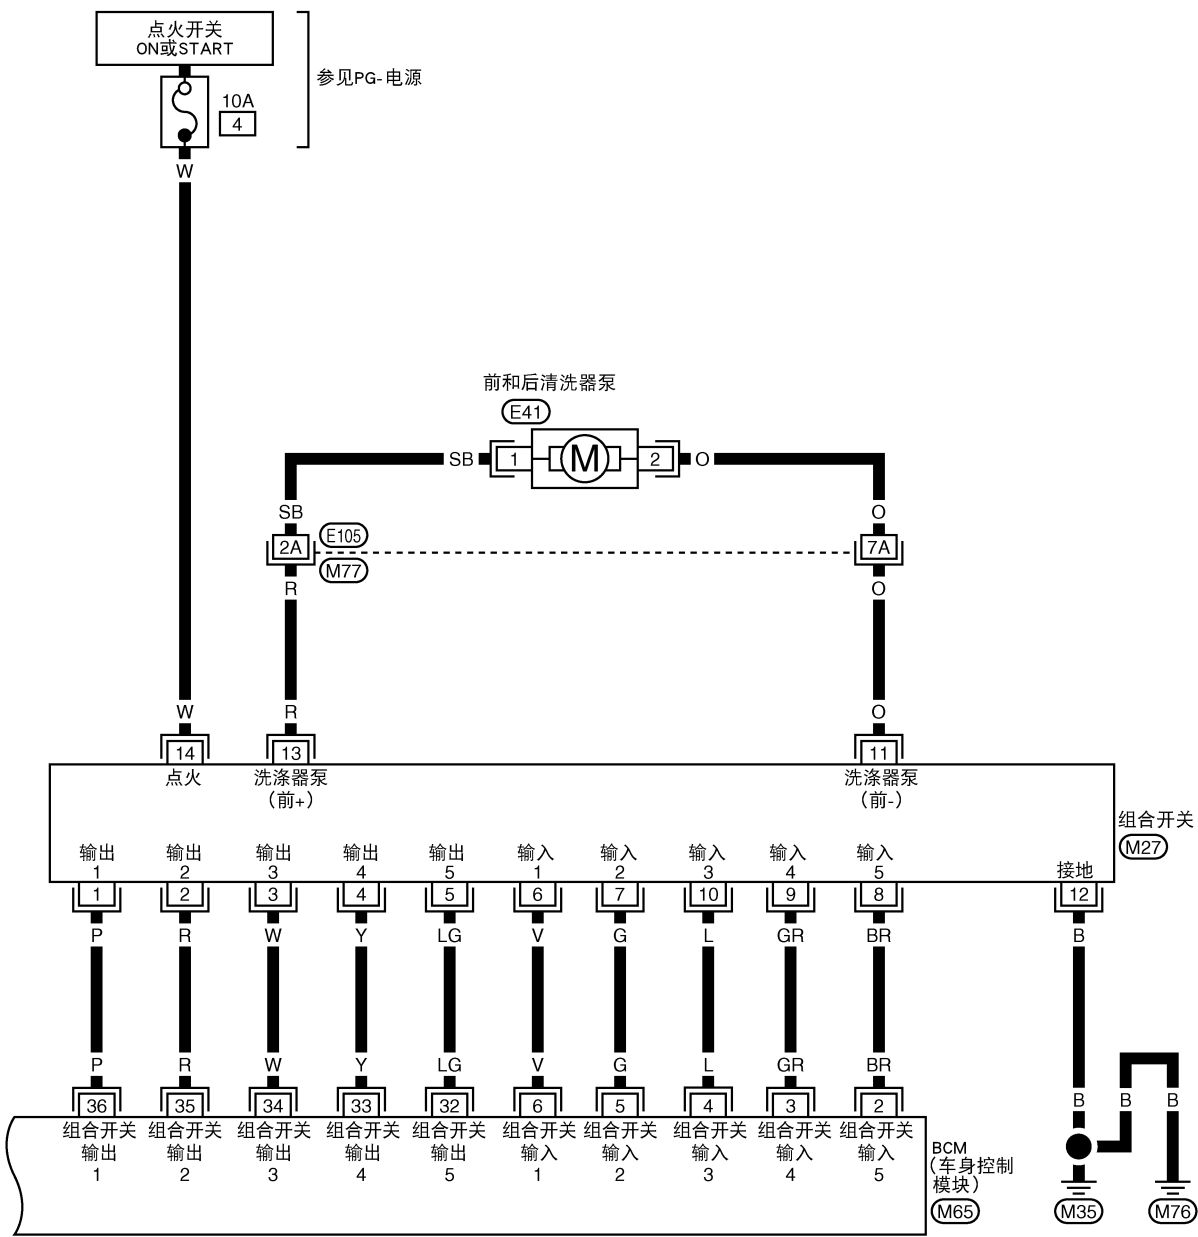 点火开关
ON或START
参见PG-电源
10A
4
W
前和后清洗器泵
E41
SB 1 M 2 O
SB O
2A E105 7A
M77
R O
W R O
14 13 11
点火 洗涤器泵 洗涤器泵
（前+） （前-）
组合开关
M27
输出 输出 输出 输出 输出 输入 输入 输入 输入 输入
1 2 3 4 5 1 2 3 4 5 接地
1 2 3 4 5 6 7 10 9 8 12
P R W Y LG V G L GR BR B
P R W Y LG V G L GR BR
36 35 34 33 32 6 5 4 3 2 B B B
组合开关 组合开关 组合开关 组合开关 组合开关 组合开关 组合开关 组合开关 组合开关 组合开关
输出 输出 输出 输出 输出 输入 输入 输入 输入 输入
1 2 3 4 5 1 2 3 4 5
BCM
（车身控制
模块）
M65 M35 M76